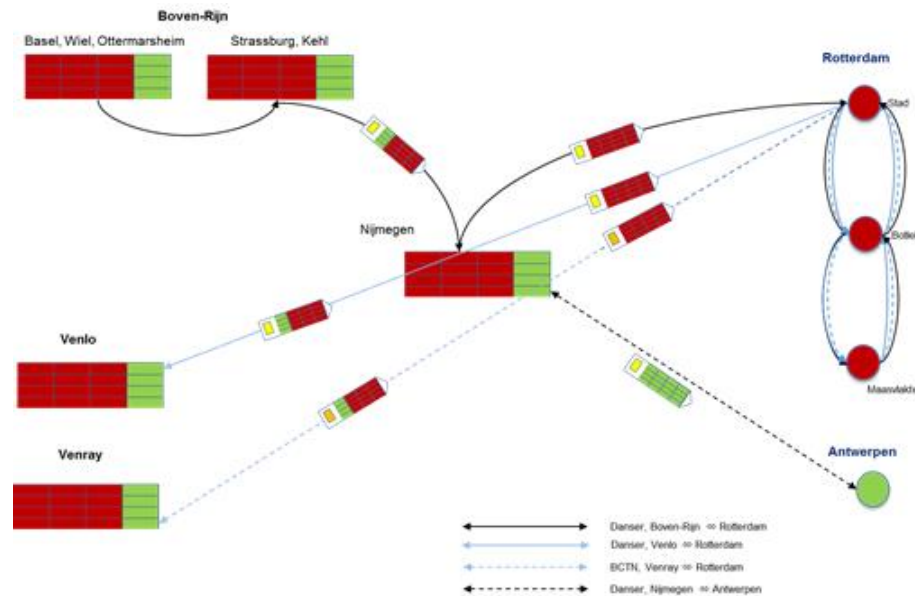 Boven-Rijn
Basel, Wiel, Ottermarsheim
Strassburg, Kehl
Rotterdam
Stad
Nijmegen
Botlek
Venlo
Maasvlakte
Venray
Antwerpen
Danser, Boven-Rijn ⇔ Rotterdam
Danser, Venlo ⇔ Rotterdam
BCTN, Venray ⇔ Rotterdam
Danser, Nijmegen ⇔ Antwerpen